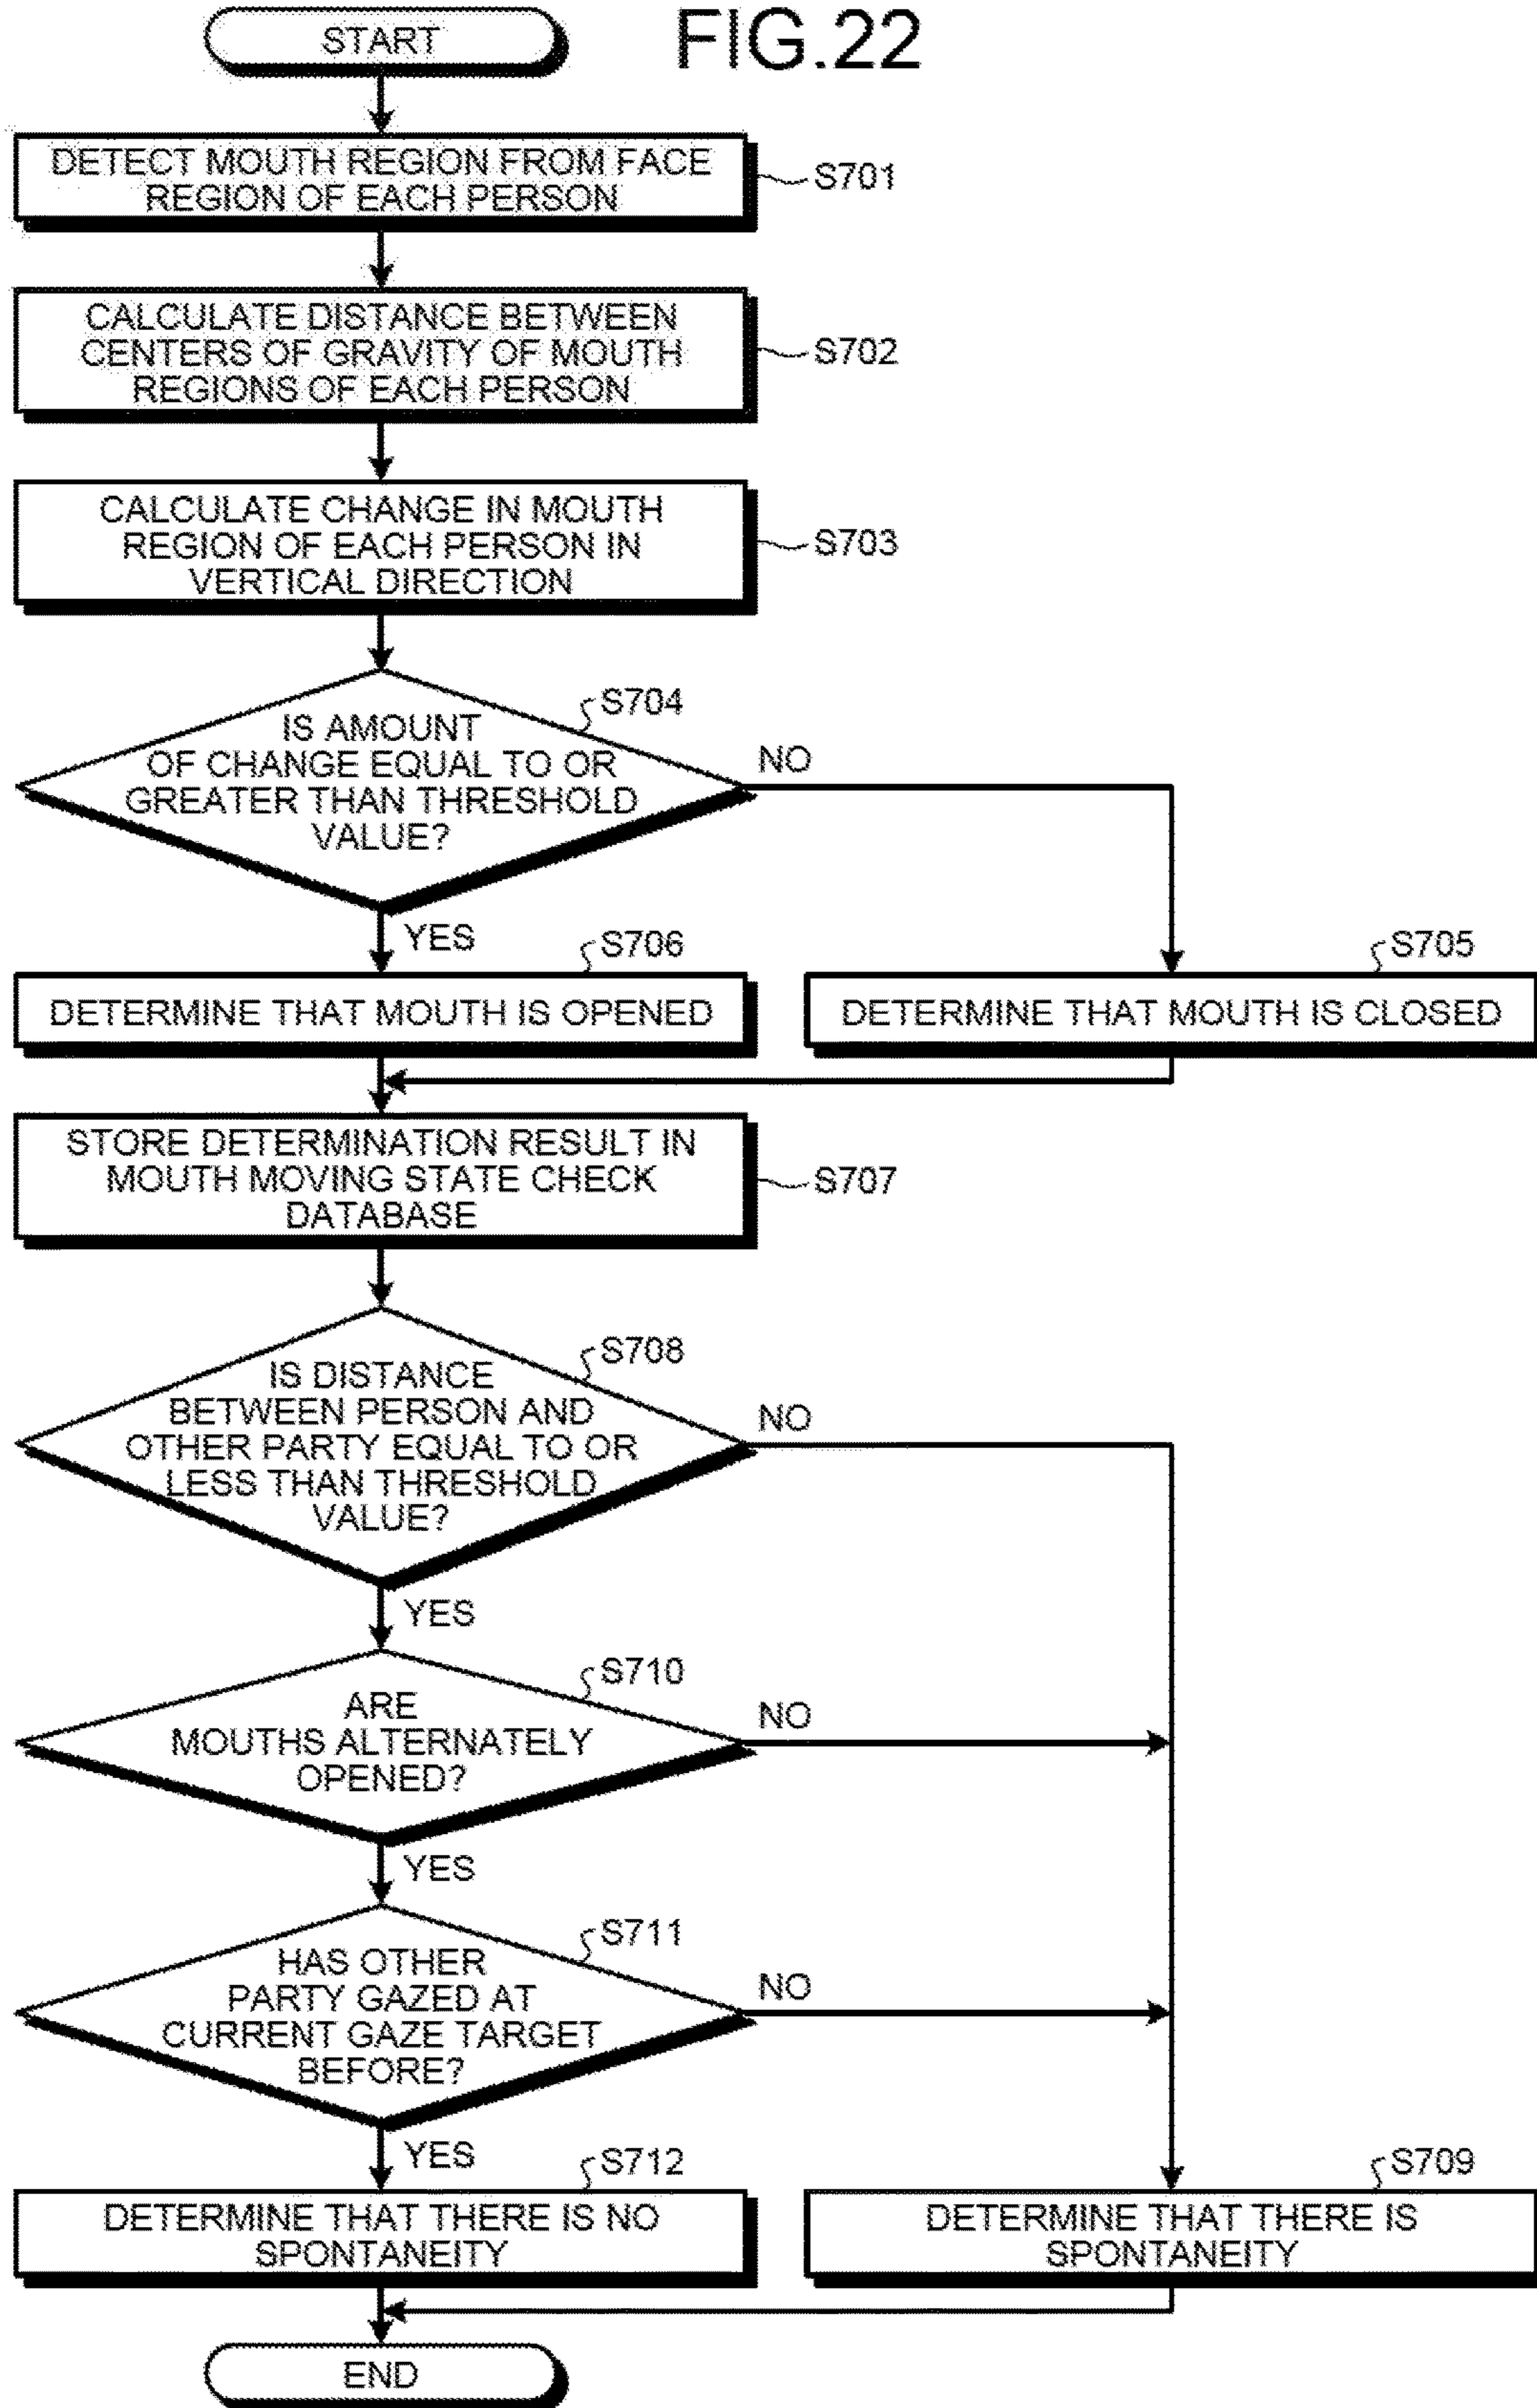 FIG.22
START
DETECT MOUTH REGION FROM FACE
REGION OF EACH PERSON
S701
CALCULATE DISTANCE BETWEEN
CENTERS OF GRAVITY OF MOUTH
REGIONS OF EACH PERSON
S702
CALCULATE CHANGE IN MOUTH
REGION OF EACH PERSON IN
VERTICAL DIRECTION
S703
S704
IS AMOUNT
OF CHANGE EQUAL TO OR
GREATER THAN THRESHOLD
VALUE?
NO
YES
S706
DETERMINE THAT MOUTH IS OPENED
S705
DETERMINE THAT MOUTH IS CLOSED
STORE DETERMINATION RESULT IN
MOUTH MOVING STATE CHECK
DATABASE
S707
S708
IS DISTANCE
BETWEEN PERSON AND
OTHER PARTY EQUAL TO OR
LESS THAN THRESHOLD
VALUE?
NO
YES
S710
ARE
MOUTHS ALTERNATELY
OPENED?
NO
YES
S711
HAS OTHER
PARTY GAZED AT
CURRENT GAZE TARGET
BEFORE?
NO
YES
S712
DETERMINE THAT THERE IS NO
SPONTANEITY
S709
DETERMINE THAT THERE IS
SPONTANEITY
END